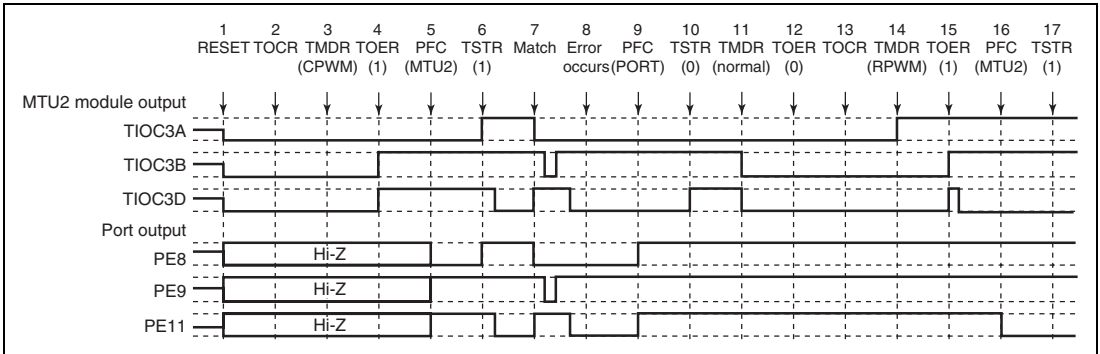 1 2 3 4 5 6 7 8 9 10 11 12 13 14 15 16 17
RESET TOCR TMDR TOER PFC TSTR Match Error PFC TSTR TMDR TOER TOCR TMDR TOER PFC TSTR
(CPWM) (1) (MTU2) (1) occurs (PORT) (0) (normal) (0) (RPWM) (1) (MTU2) (1)
MTU2 module output
TIOC3A
TIOC3B
TIOC3D
Port output
PE8 Hi-Z
PE9 Hi-Z
PE11 Hi-Z